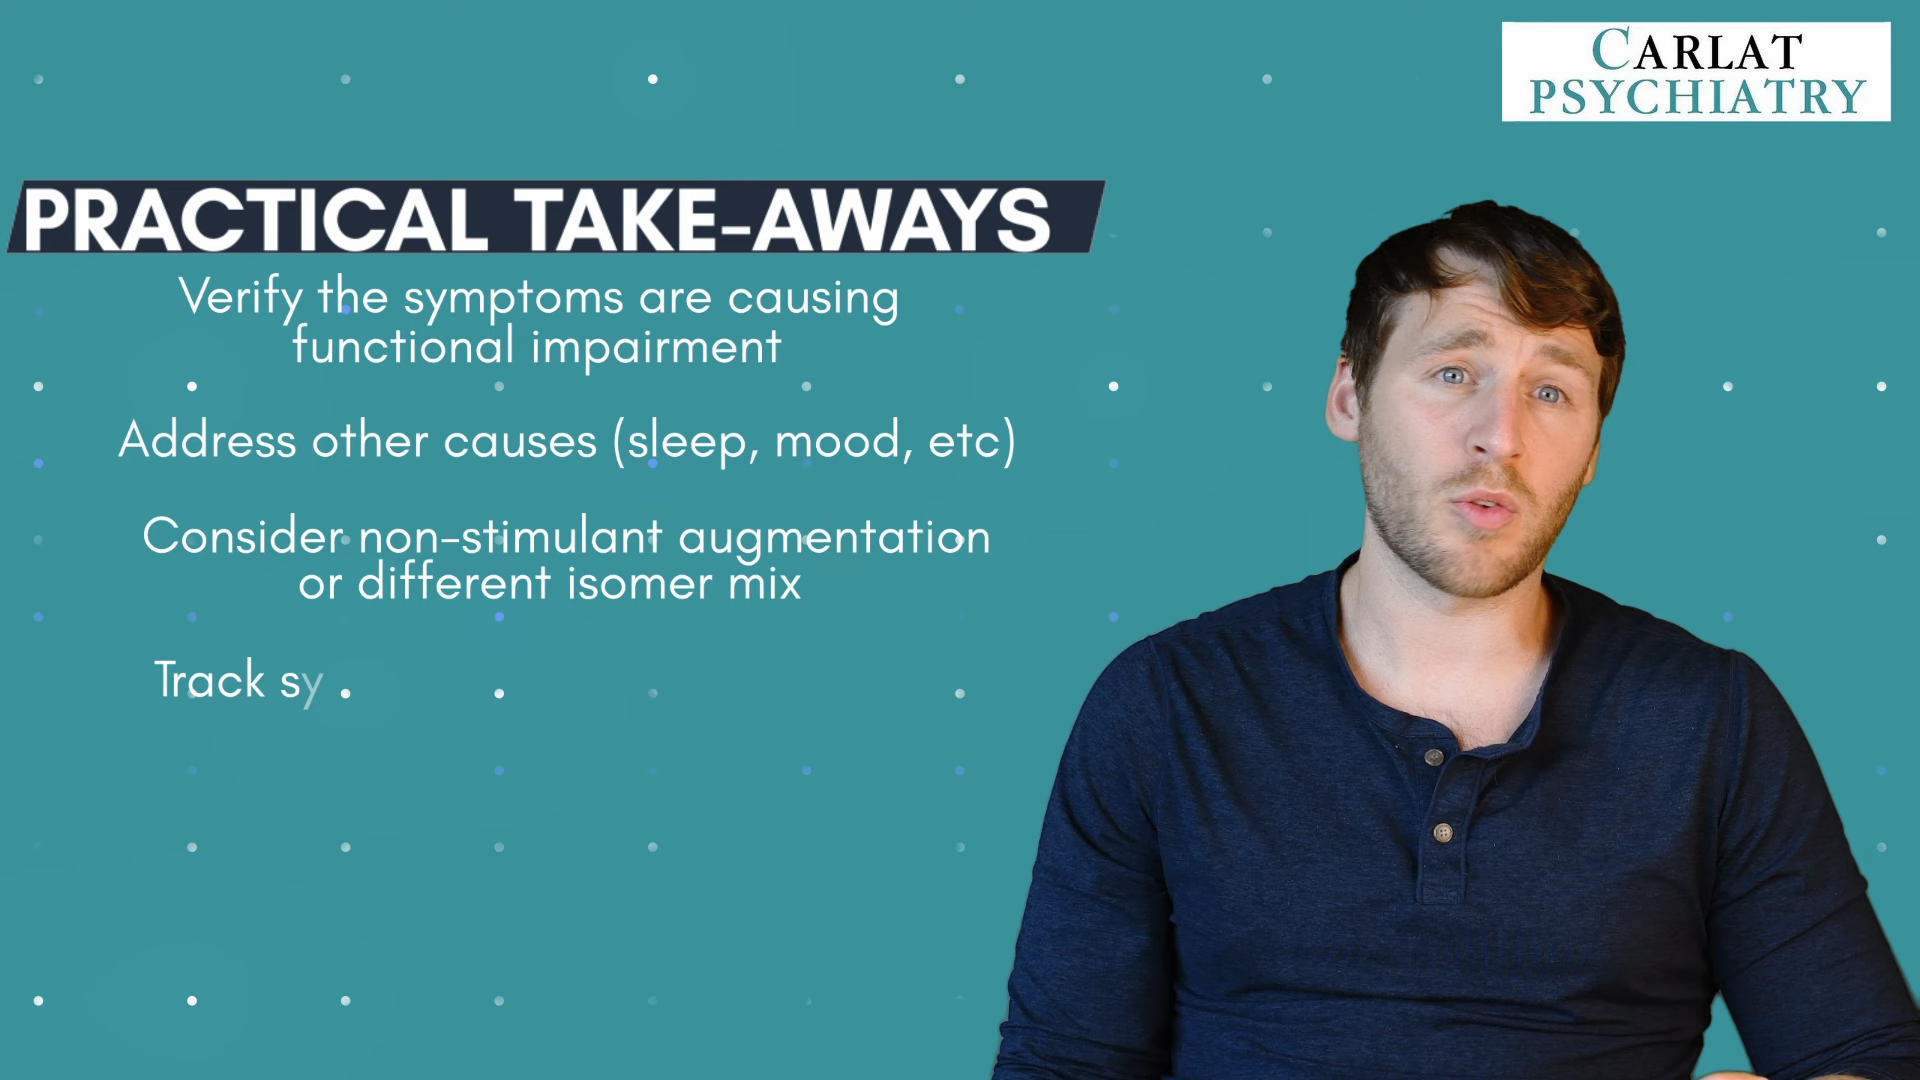 CARLAT
PSYCHIATRY
PRACTICAL TAKE-AWAYS
Verify the symptoms are causing
functional impairment
Address other causes (sleep, mood, etc)
Consider non-stimulant augmentation
or different isomer mix
Track sy